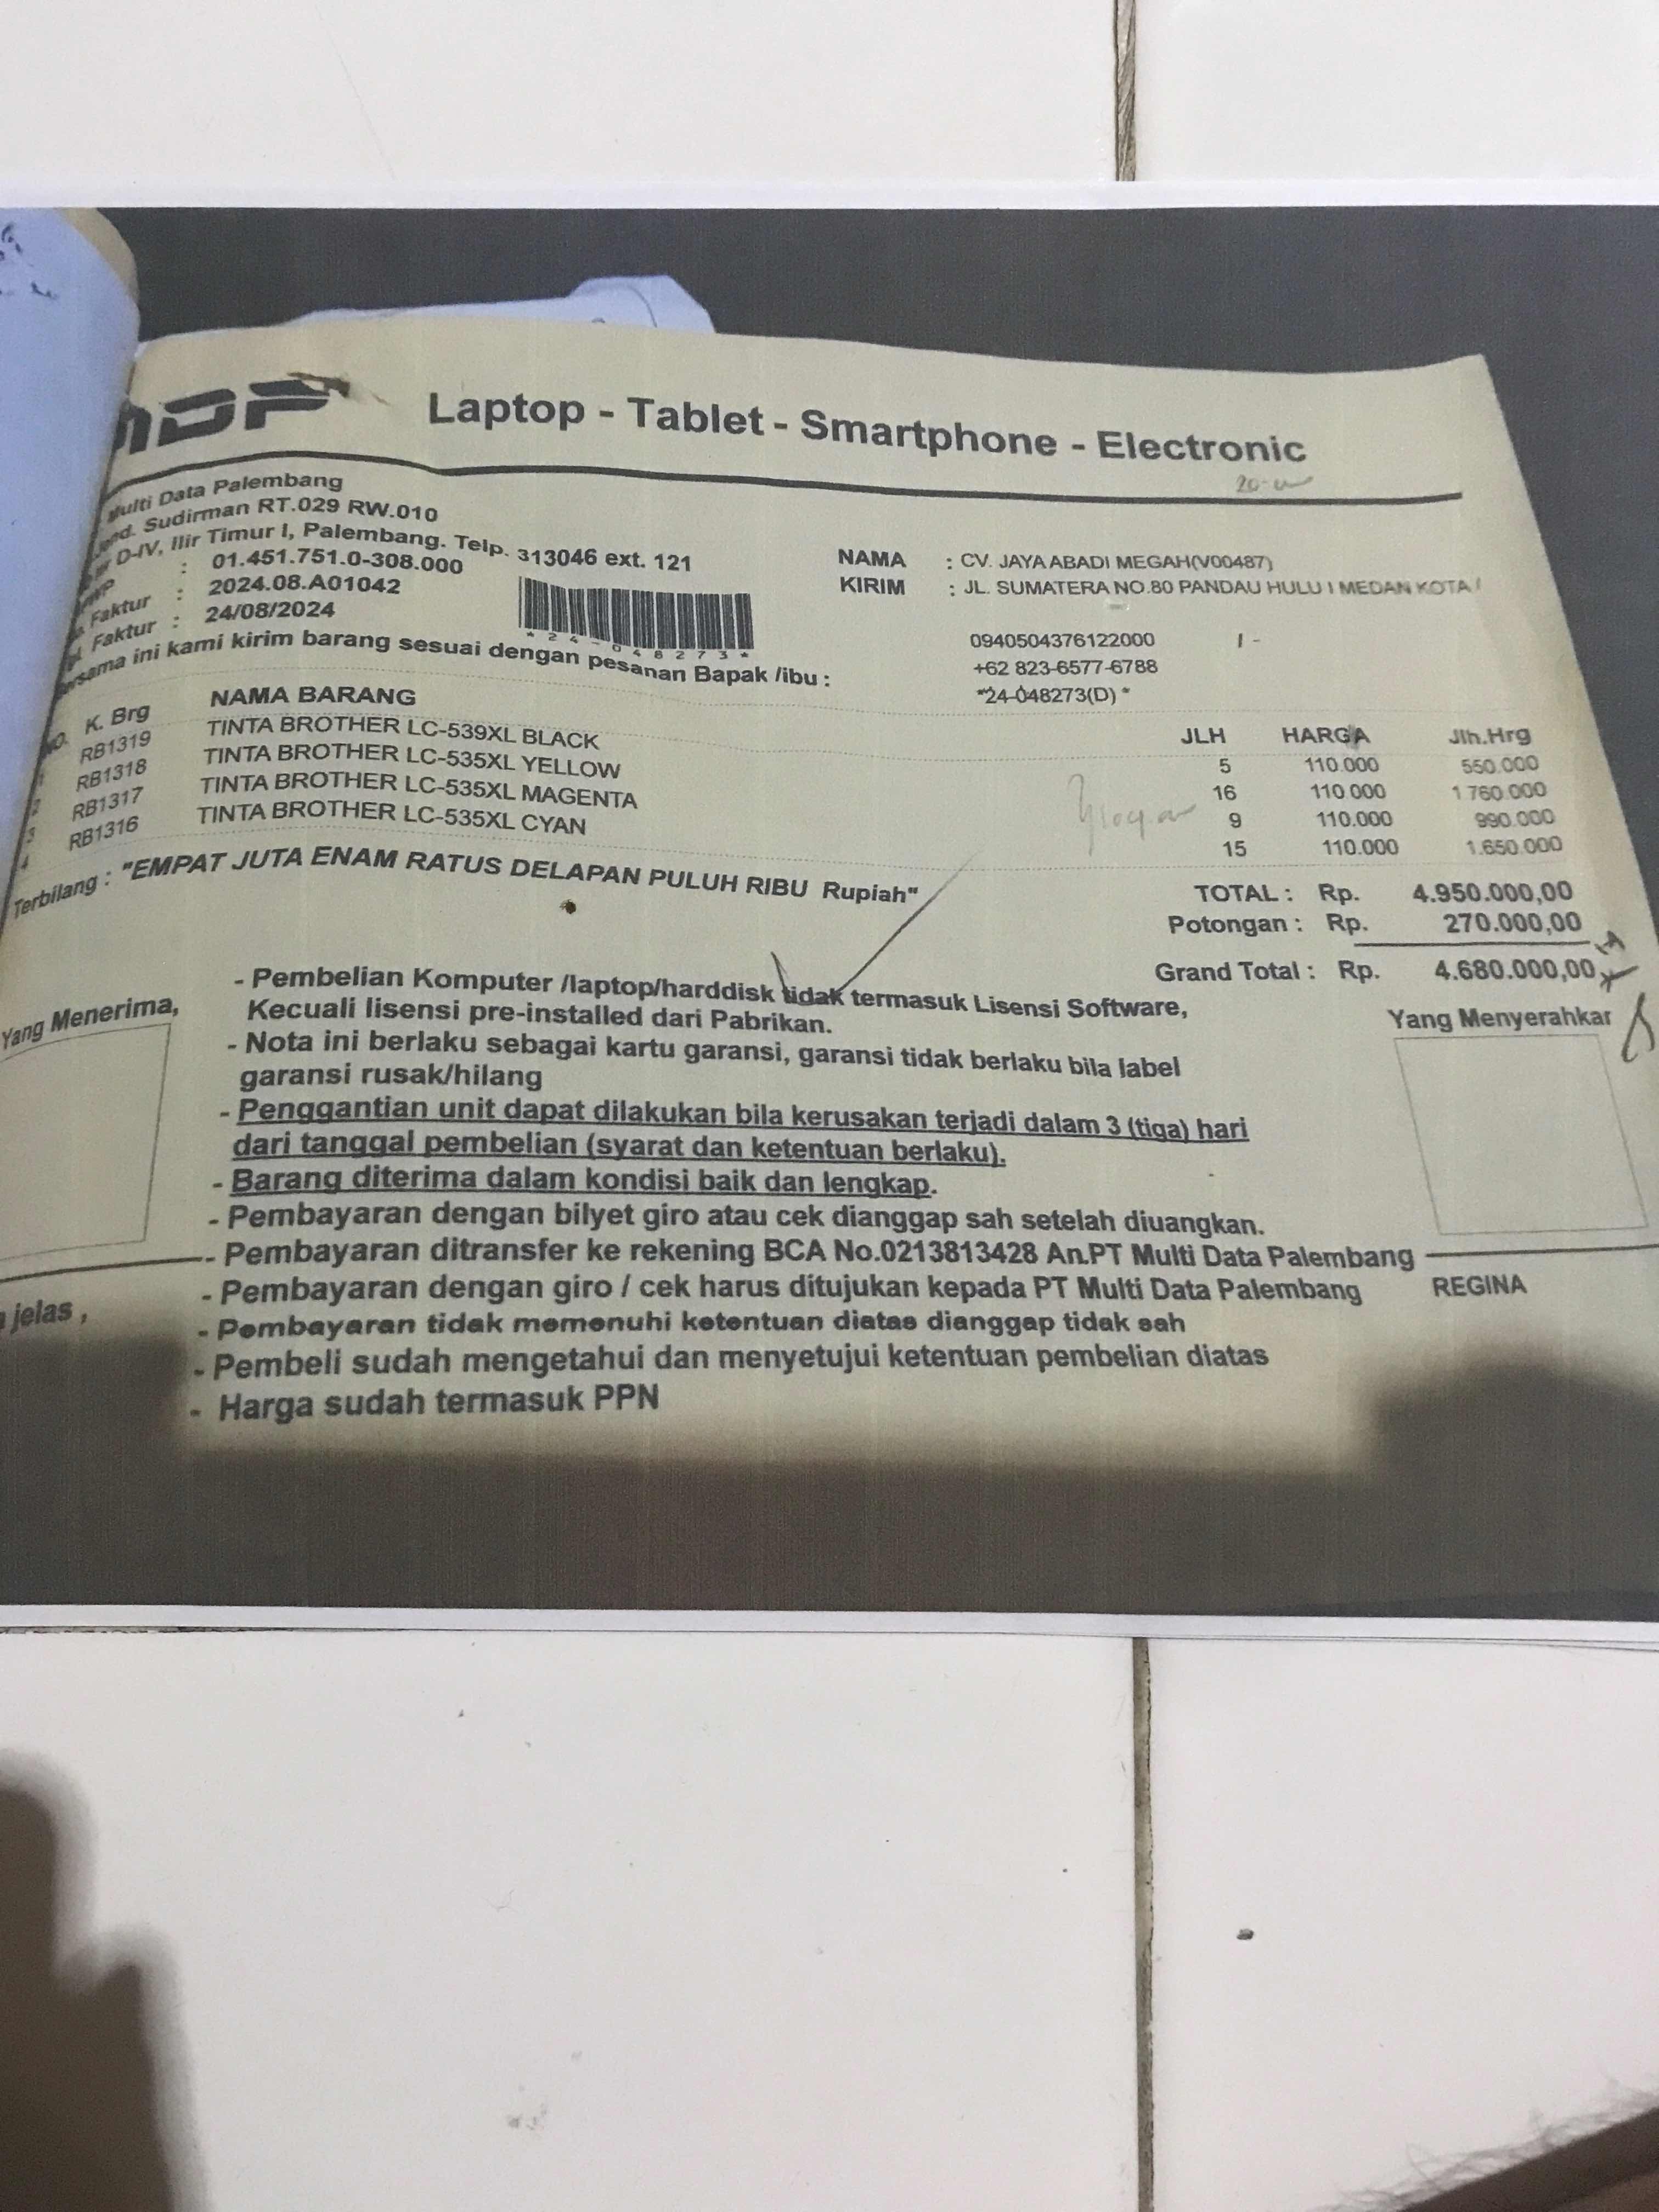 MDP
Laptop - Tablet - Smartphone - Electronic
Multi Data Palembang
Sudirman RT.029 RW.010
D-IV, Ilir Timur I, Palembang. Telp. 313046 ext. 121
: 01.451.751.0-308.000
Faktur : 2024.08.A01042
Faktur : 24/08/2024
NAMA : CV. JAYA ABADI MEGAH(V00487)
KIRIM : JL. SUMATERA NO.80 PANDAU HULU I MEDAN KOTA /
0940504376122000 / -
+62 823-6577-6788
*24-048273(D) *
*24-048273*
ini kami kirim barang sesuai dengan pesanan Bapak /ibu :
NO. K. Brg NAMA BARANG JLH HARGA Jlh.Hrg
1 RB1319 TINTA BROTHER LC-539XL BLACK 5 110.000 550.000
2 RB1318 TINTA BROTHER LC-535XL YELLOW 16 110.000 1.760.000
3 RB1317 TINTA BROTHER LC-535XL MAGENTA 9 110.000 990.000
4 RB1316 TINTA BROTHER LC-535XL CYAN 15 110.000 1.650.000
Terbilang : "EMPAT JUTA ENAM RATUS DELAPAN PULUH RIBU Rupiah"
TOTAL : Rp. 4.950.000,00
Potongan : Rp. 270.000,00
Grand Total : Rp. 4.680.000,00
Yang Menerima,
Yang Menyerahkan
- Pembelian Komputer /laptop/harddisk tidak termasuk Lisensi Software,
Kecuali lisensi pre-installed dari Pabrikan.
- Nota ini berlaku sebagai kartu garansi, garansi tidak berlaku bila label
garansi rusak/hilang
- Penggantian unit dapat dilakukan bila kerusakan terjadi dalam 3 (tiga) hari
dari tanggal pembelian (syarat dan ketentuan berlaku).
- Barang diterima dalam kondisi baik dan lengkap.
- Pembayaran dengan bilyet giro atau cek dianggap sah setelah diuangkan.
- Pembayaran ditransfer ke rekening BCA No.0213813428 An.PT Multi Data Palembang
- Pembayaran dengan giro / cek harus ditujukan kepada PT Multi Data Palembang
- Pembayaran tidak memenuhi ketentuan diatas dianggap tidak sah
- Pembeli sudah mengetahui dan menyetujui ketentuan pembelian diatas
- Harga sudah termasuk PPN
jelas ,
REGINA